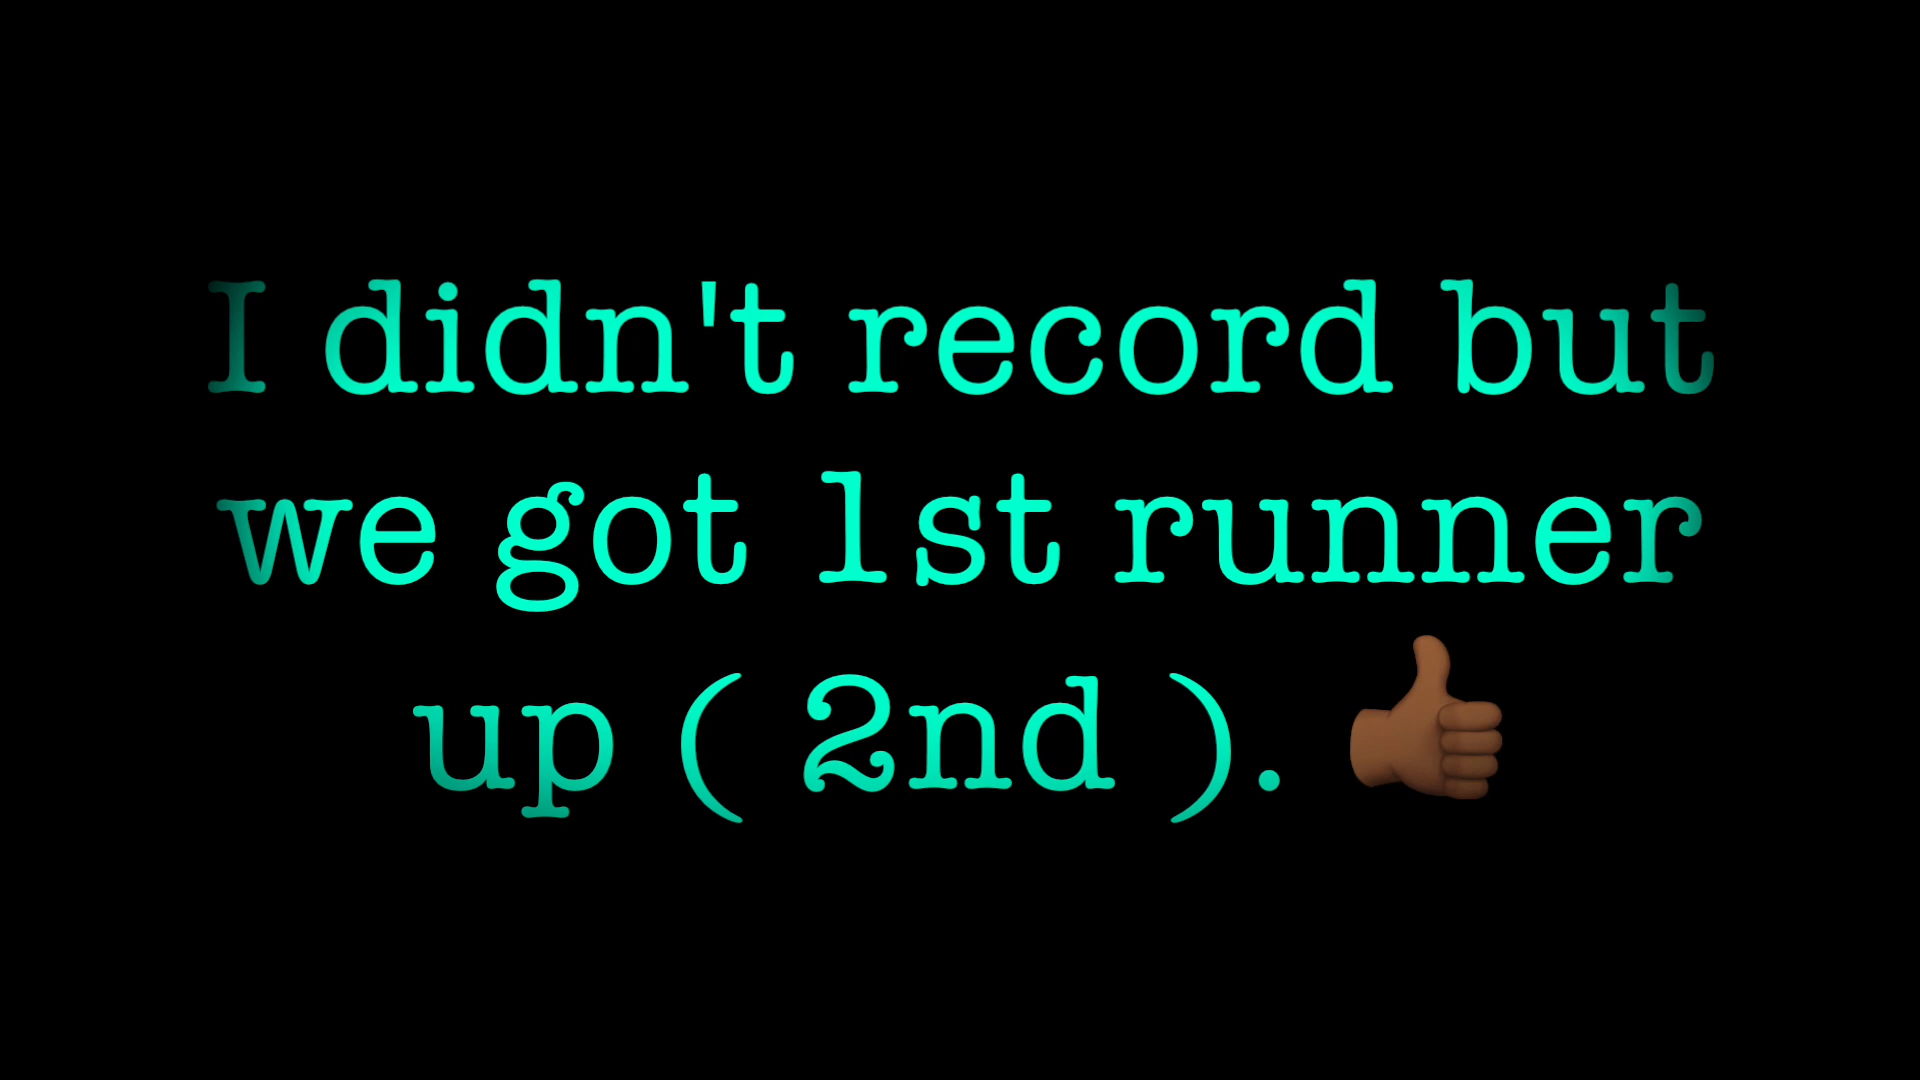 I didn't record but
we got 1st runner
up ( 2nd ). 👍🏾